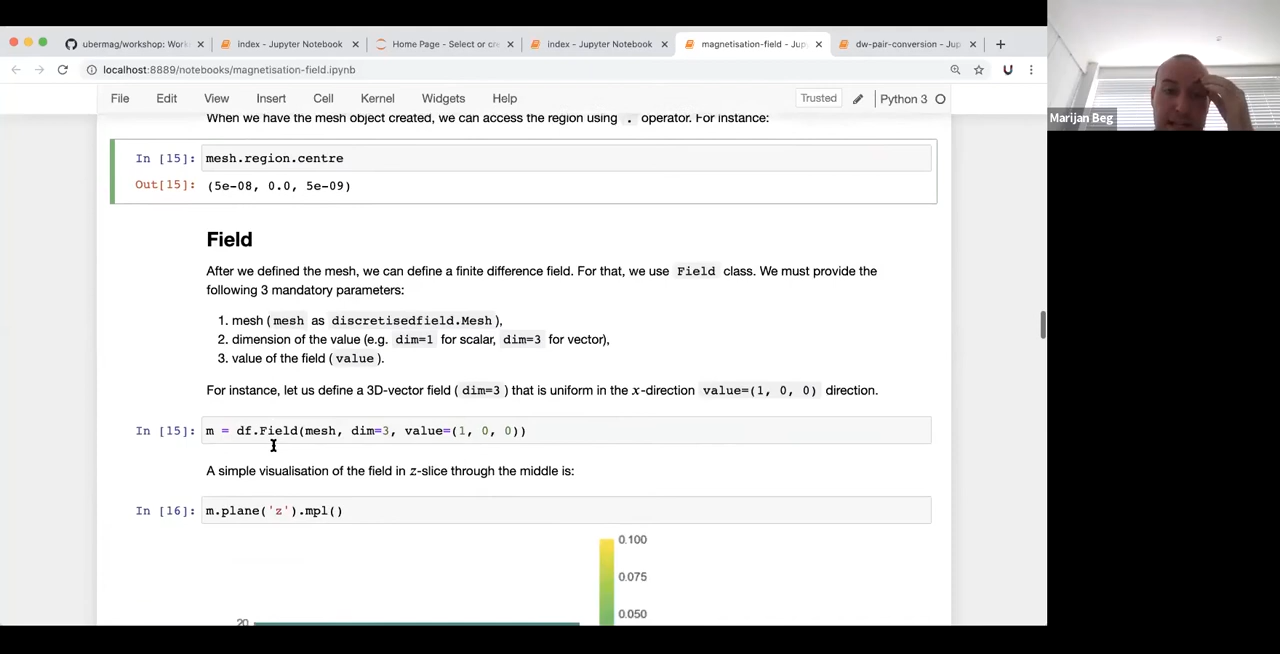 ubermag/workshop: Work
index - Jupyter Notebook
Home Page - Select or cre
index - Jupyter Notebook
magnetisation-field - Jup
dw-pair-conversion - Jup
localhost:8889/notebooks/magnetisation-field.ipynb
File Edit View Insert Cell Kernel Widgets Help
Trusted
Python 3
Marijan Beg
When we have the mesh object created, we can access the region using . operator. For instance:
In [15]: mesh.region.centre
Out[15]: (5e-08, 0.0, 5e-09)
Field
After we defined the mesh, we can define a finite difference field. For that, we use Field class. We must provide the
following 3 mandatory parameters:
1. mesh ( mesh as discretisedfield.Mesh ),
2. dimension of the value (e.g. dim=1 for scalar, dim=3 for vector),
3. value of the field ( value ).
For instance, let us define a 3D-vector field ( dim=3 ) that is uniform in the x-direction value=(1, 0, 0) direction.
In [15]: m = df.Field(mesh, dim=3, value=(1, 0, 0))
A simple visualisation of the field in z-slice through the middle is:
In [16]: m.plane('z').mpl()
0.100
0.075
0.050
20